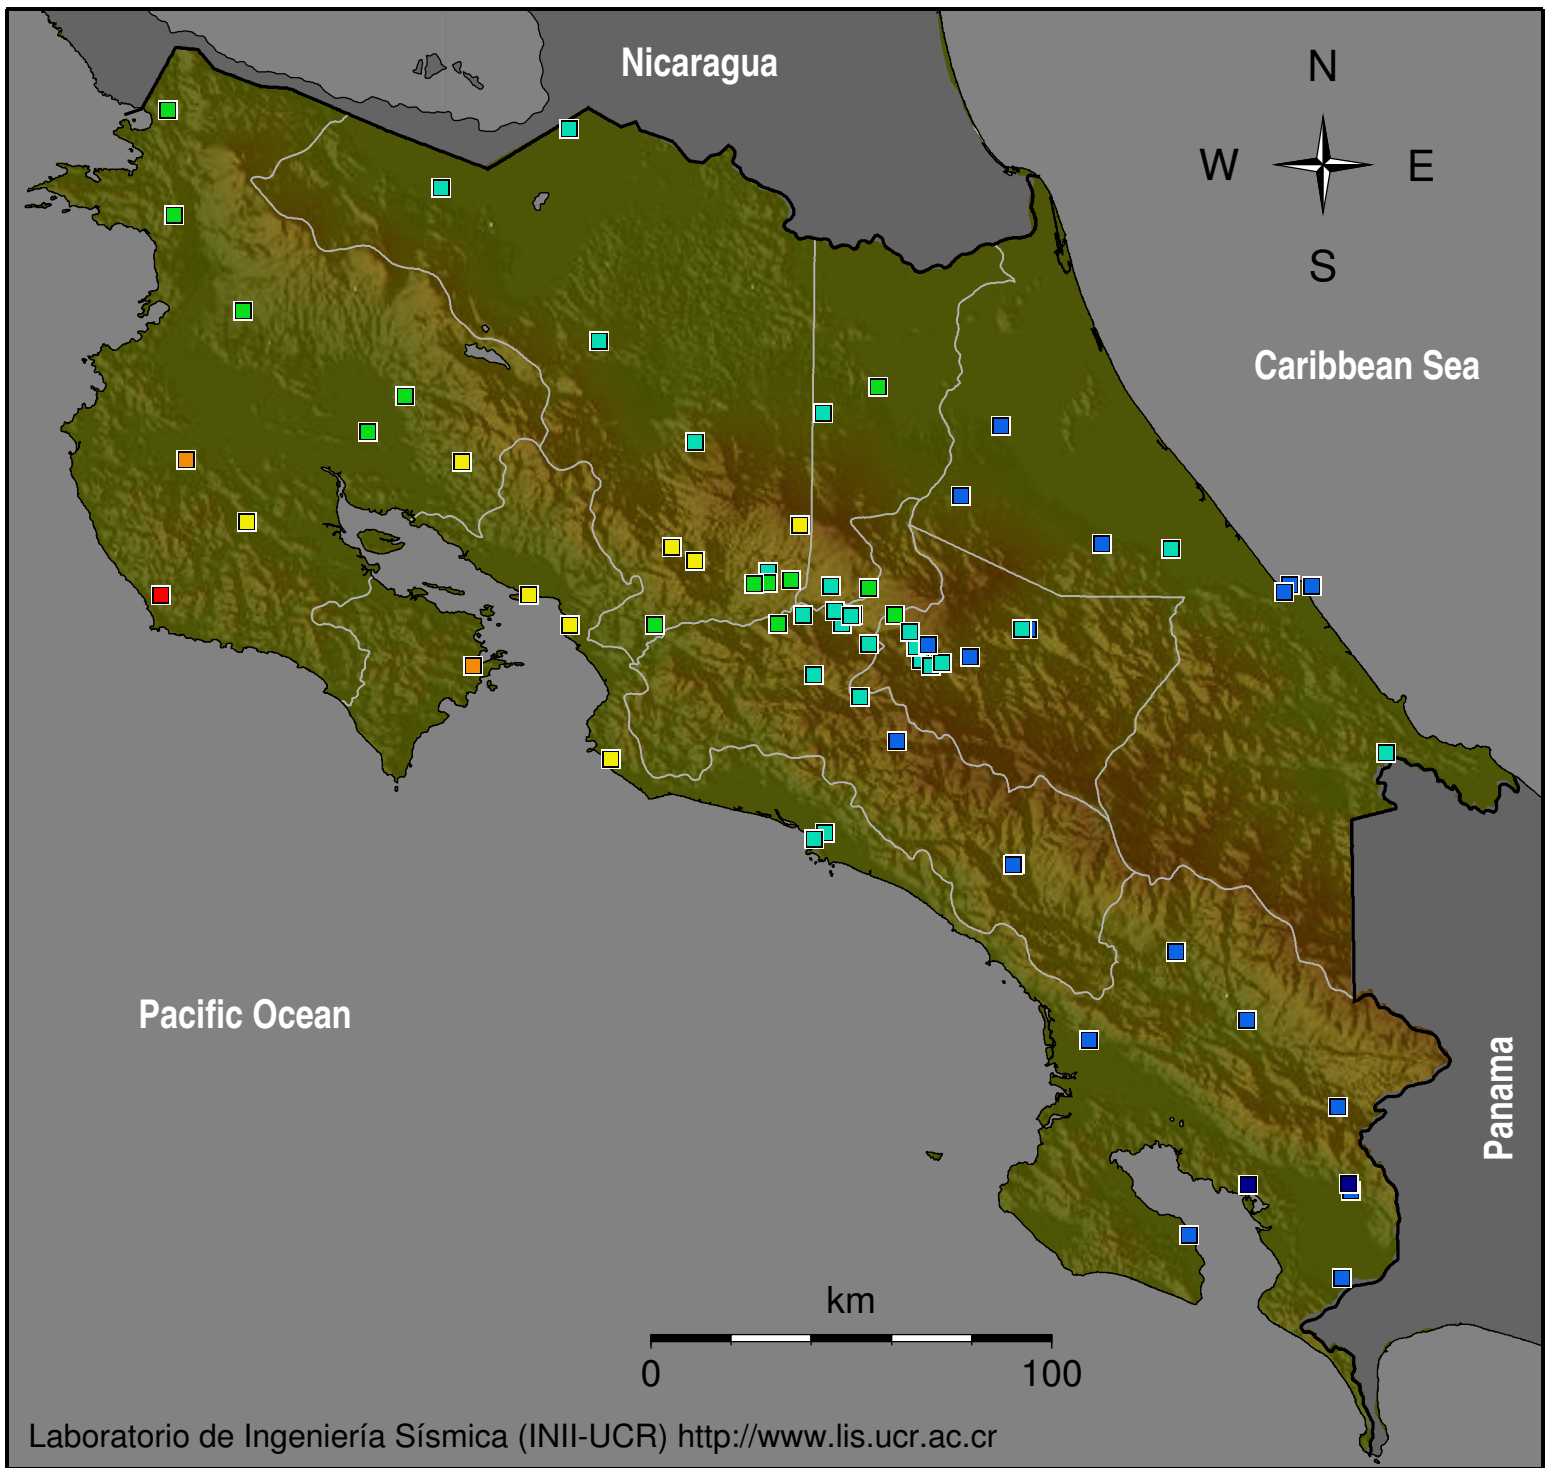 Nicaragua
N
W
E
S
Caribbean Sea
Pacific Ocean
Panama
km
0
100
Laboratorio de Ingeniería Sísmica (INII-UCR) http://www.lis.ucr.ac.cr